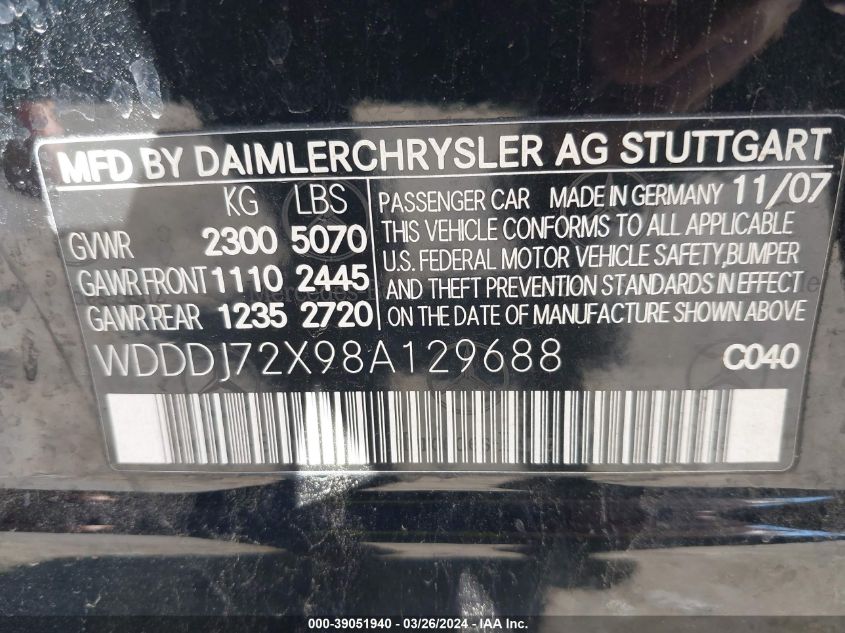 MFD BY DAIMLERCHRYSLER AG STUTTGART
KG LBS
GVWR 2300 5070
GAWR FRONT 1110 2445
GAWR REAR 1235 2720
PASSENGER CAR MADE IN GERMANY 11/07
THIS VEHICLE CONFORMS TO ALL APPLICABLE
U.S. FEDERAL MOTOR VEHICLE SAFETY,BUMPER
AND THEFT PREVENTION STANDARDS IN EFFECT
ON THE DATE OF MANUFACTURE SHOWN ABOVE
WDDDJ72X98A129688 C040
000-39051940 - 03/26/2024 - IAA Inc.